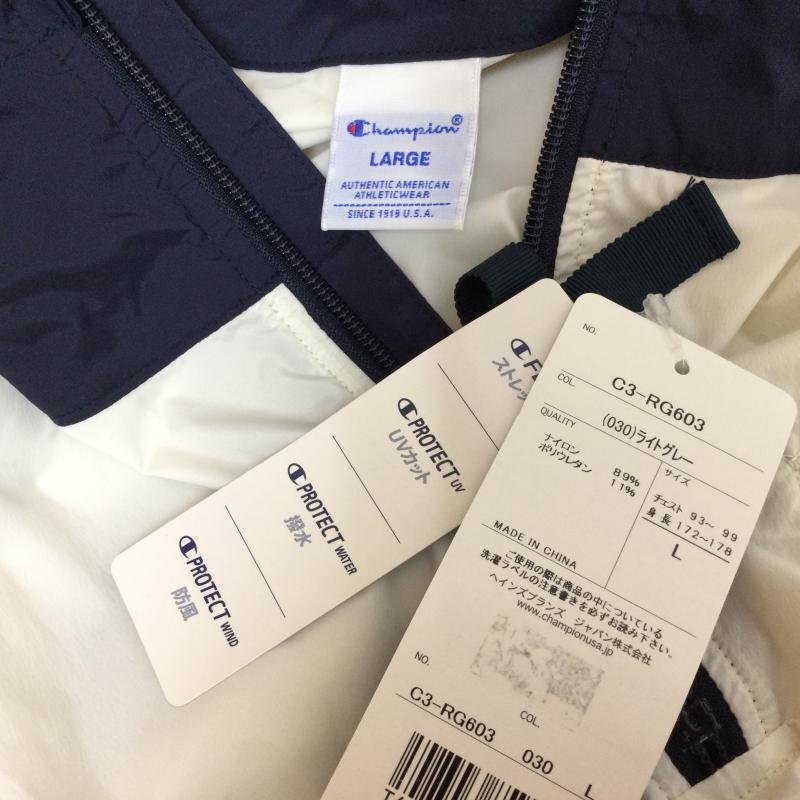 Champion®
LARGE
AUTHENTIC AMERICAN
ATHLETICWEAR
SINCE 1919 U.S.A.
ストレッ
PROTECT UV
UVカット
PROTECT WATER
撥水
PROTECT WIND
防風
NO.
C3-RG603
COL.
(030)ライトグレー
QUALITY
ナイロン 89%
ポリウレタン 11%
サイズ
チェスト 93~ 99
身長 172~178
L
MADE IN CHINA
ご使用の際は商品の中についている
洗濯ラベルの注意書きを必ずお読み下さい。
ヘインズブランズ ジャパン株式会社
www.championusa.jp
NO.
COL.
C3-RG603 030 L